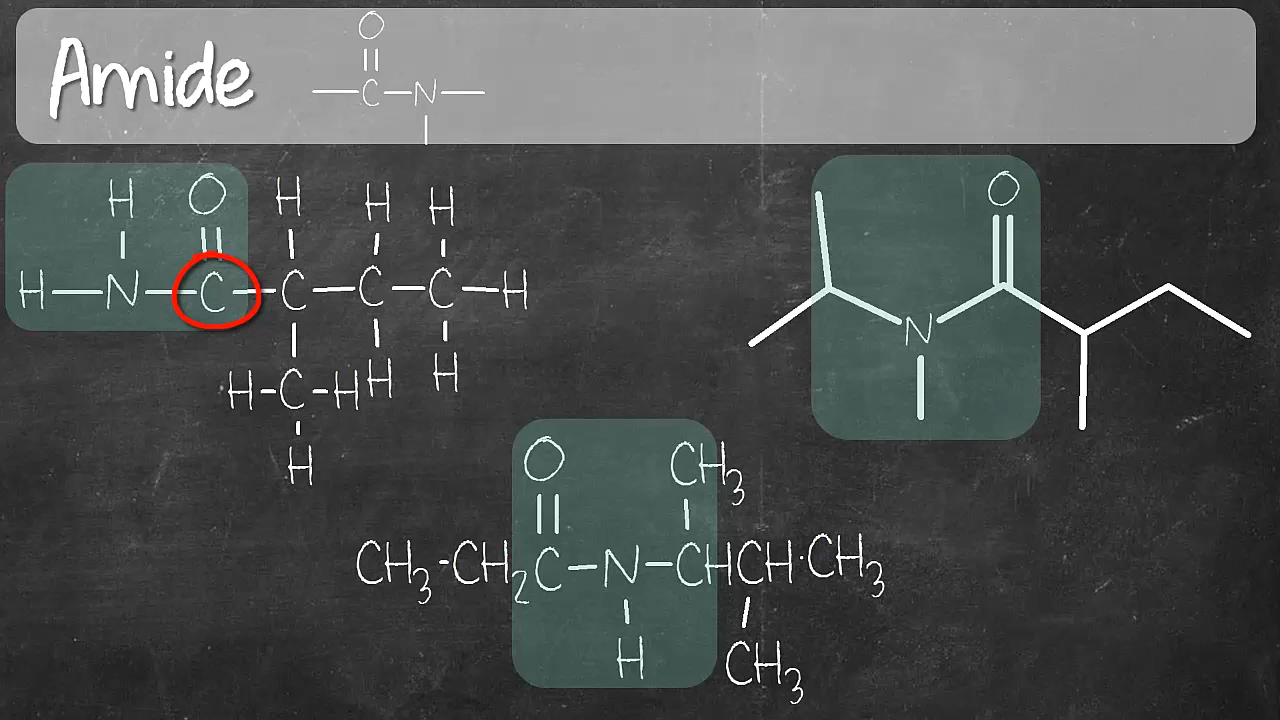 Amide
O
C N
H O H H H
H N C C C C H
H C H H H
H
O
N
O CH3
CH3-CH2C-N-CHCH·CH3
H CH3